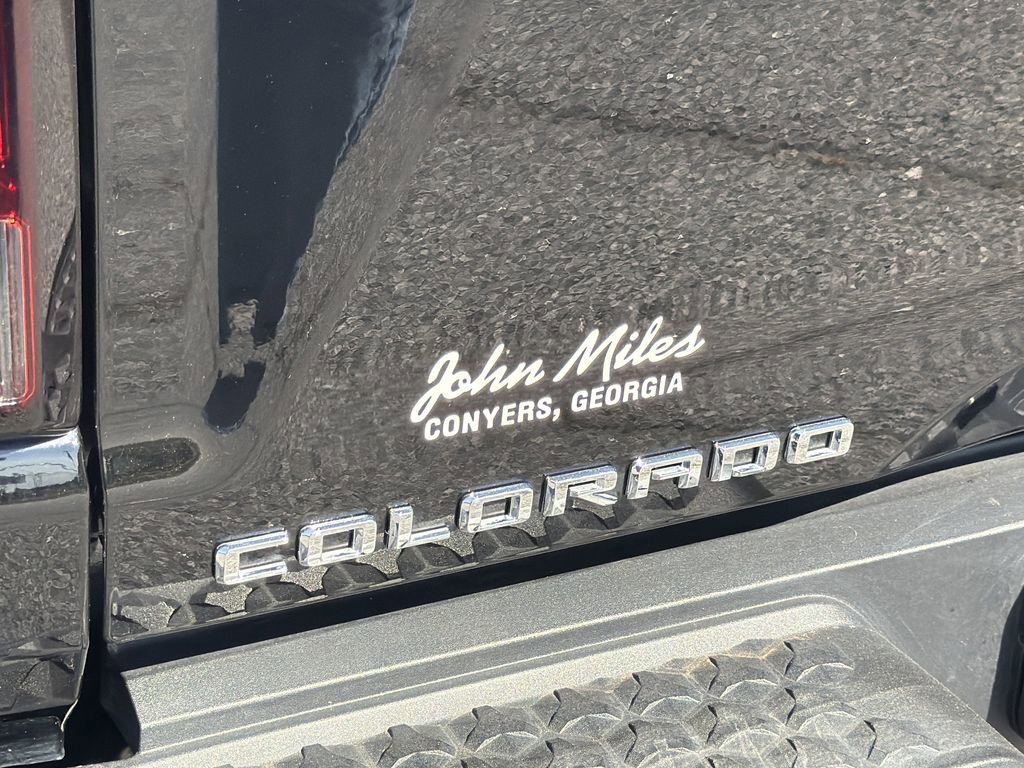 John Miles
CONYERS, GEORGIA
COLORADO